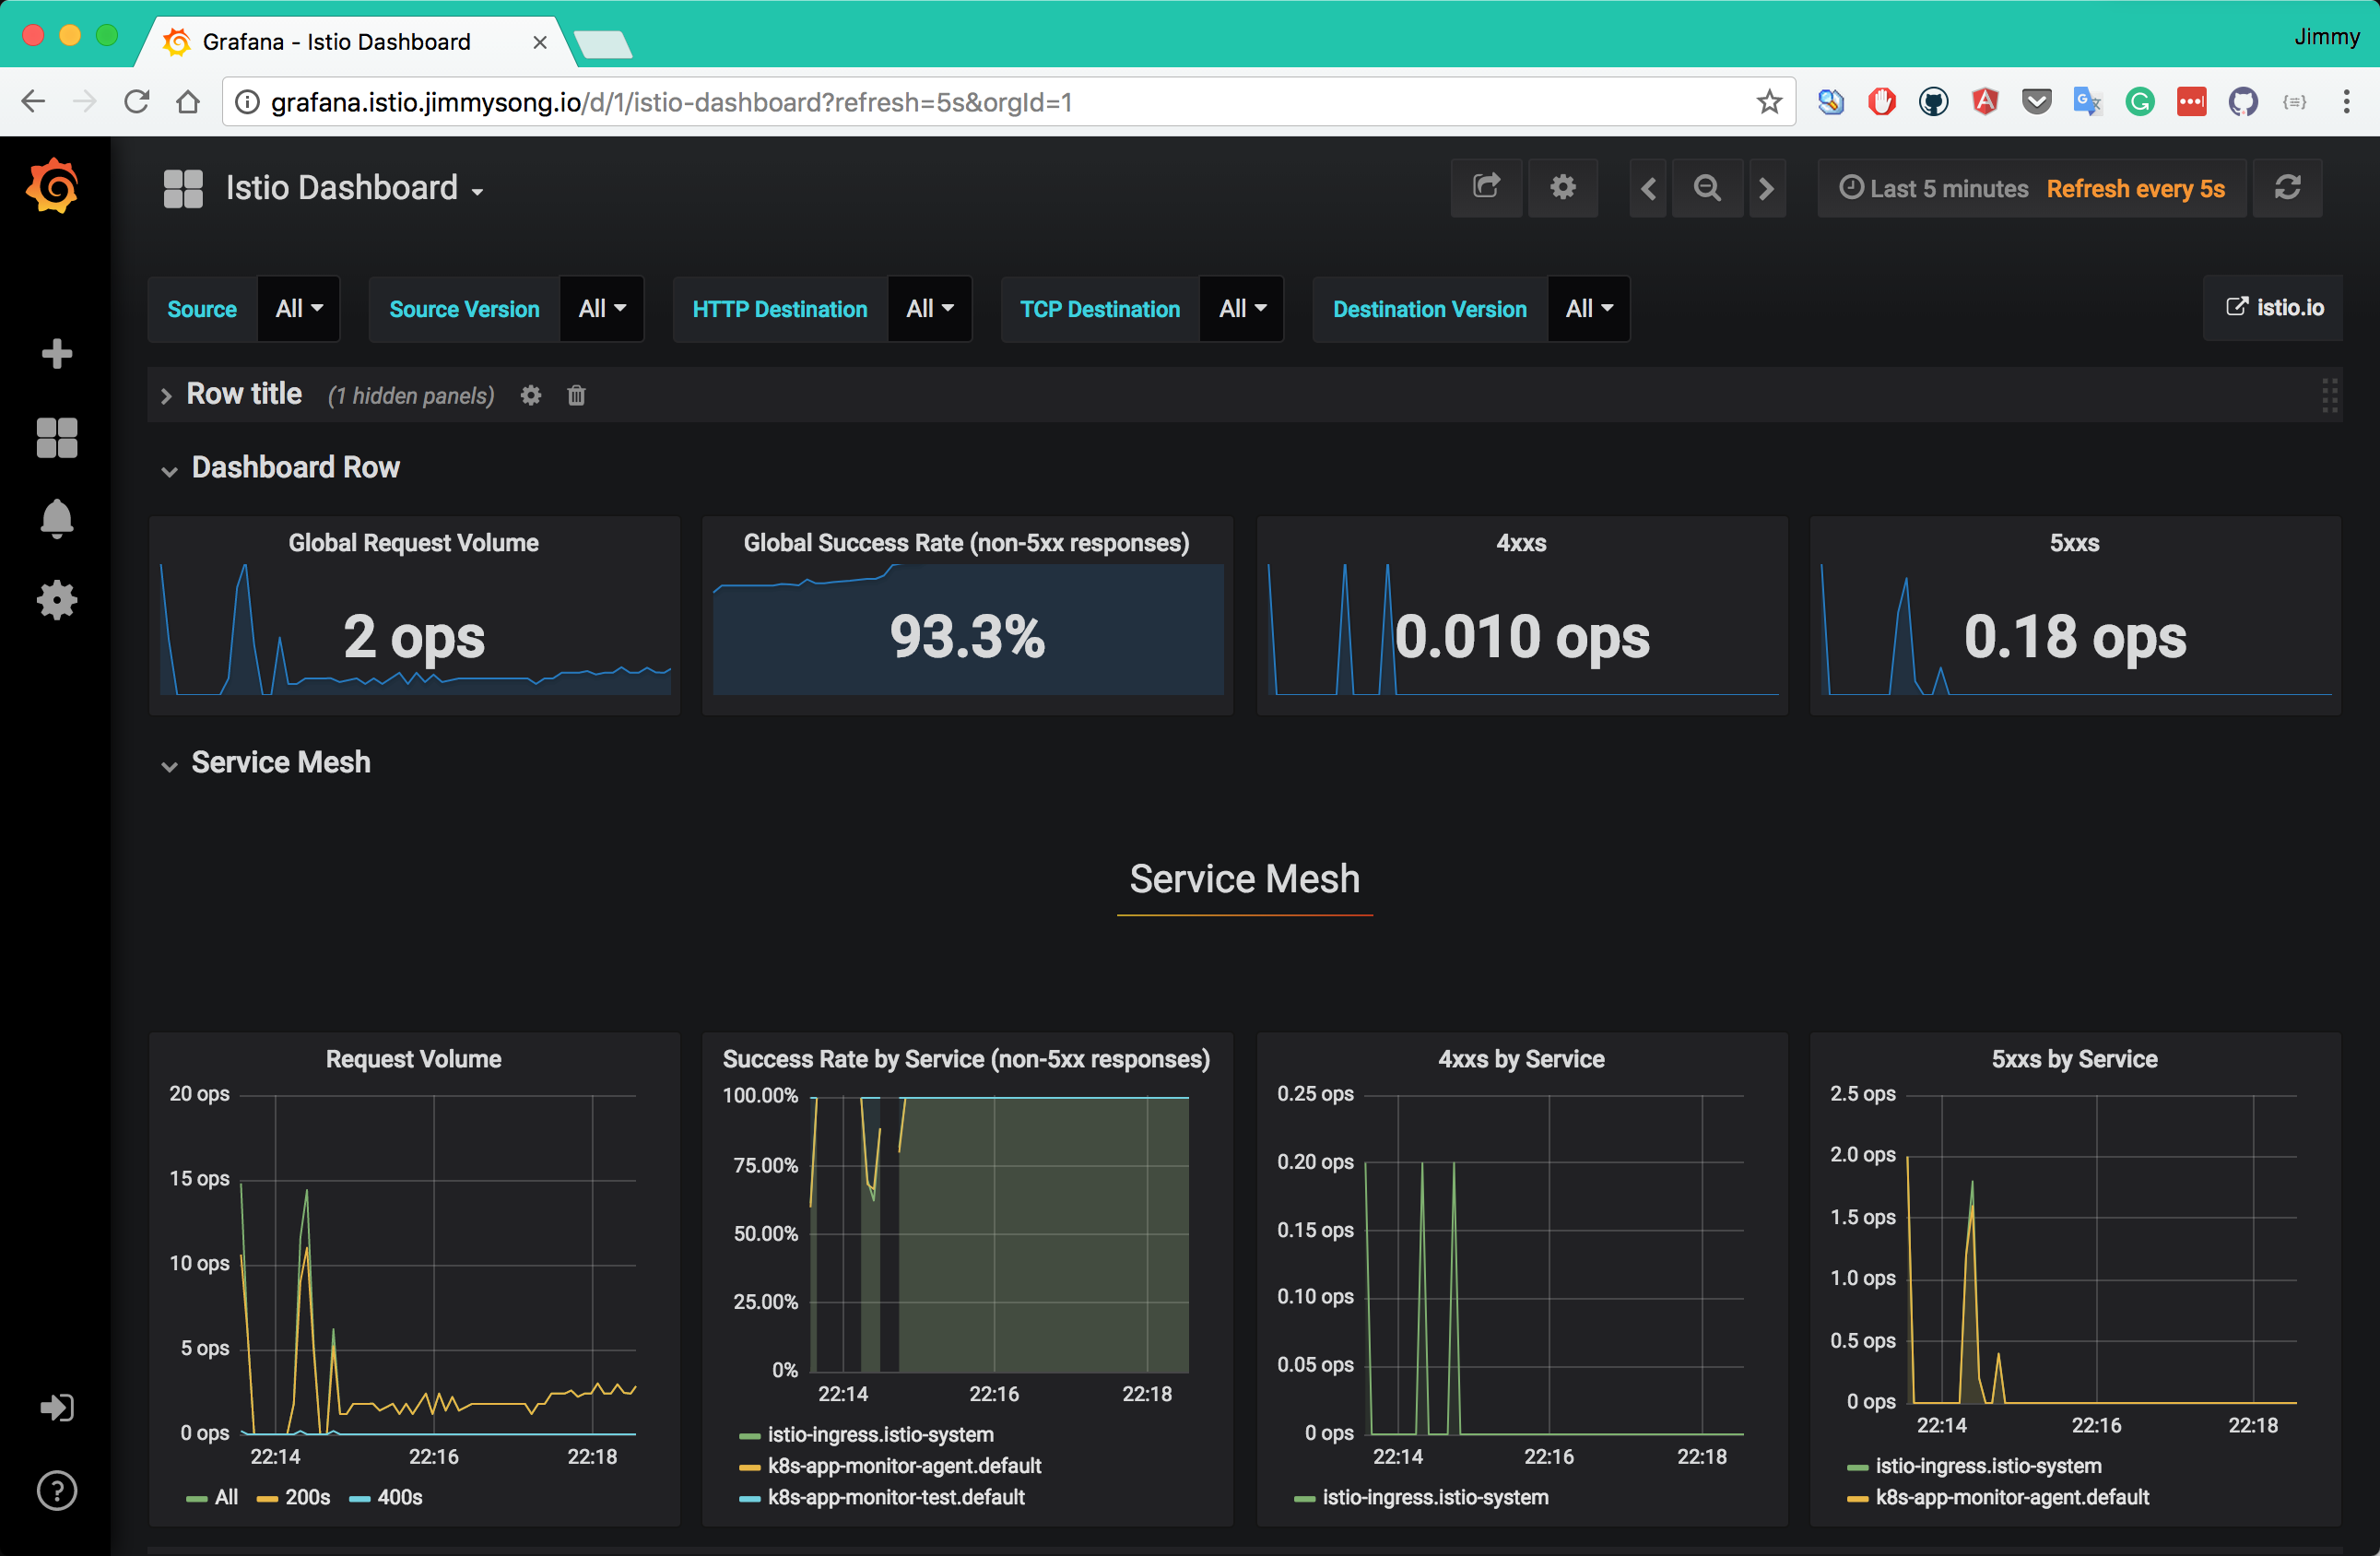 Grafana - Istio Dashboard
Jimmy
grafana.istio.jimmysong.io/d/1/istio-dashboard?refresh=5s&orgId=1
Istio Dashboard
Last 5 minutes Refresh every 5s
Source All
Source Version All
HTTP Destination All
TCP Destination All
Destination Version All
istio.io
Row title (1 hidden panels)
Dashboard Row
Global Request Volume
2 ops
Global Success Rate (non-5xx responses)
93.3%
4xxs
0.010 ops
5xxs
0.18 ops
Service Mesh
Service Mesh
Request Volume
20 ops
15 ops
10 ops
5 ops
0 ops
22:14 22:16 22:18
All 200s 400s
Success Rate by Service (non-5xx responses)
100.00%
75.00%
50.00%
25.00%
0%
22:14 22:16 22:18
istio-ingress.istio-system
k8s-app-monitor-agent.default
k8s-app-monitor-test.default
4xxs by Service
0.25 ops
0.20 ops
0.15 ops
0.10 ops
0.05 ops
0 ops
22:14 22:16 22:18
istio-ingress.istio-system
5xxs by Service
2.5 ops
2.0 ops
1.5 ops
1.0 ops
0.5 ops
0 ops
22:14 22:16 22:18
istio-ingress.istio-system
k8s-app-monitor-agent.default